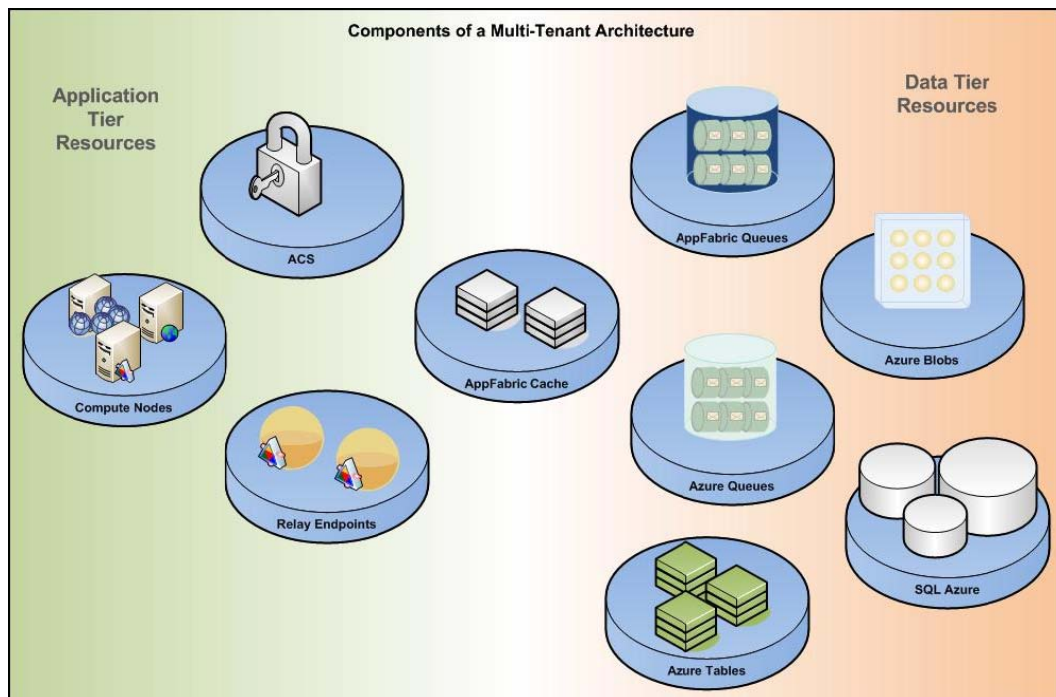 Components of a Multi-Tenant Architecture
Application
Tier
Resources
Data Tier
Resources
ACS
AppFabric Queues
Azure Blobs
Compute Nodes
AppFabric Cache
Relay Endpoints
Azure Queues
SQL Azure
Azure Tables